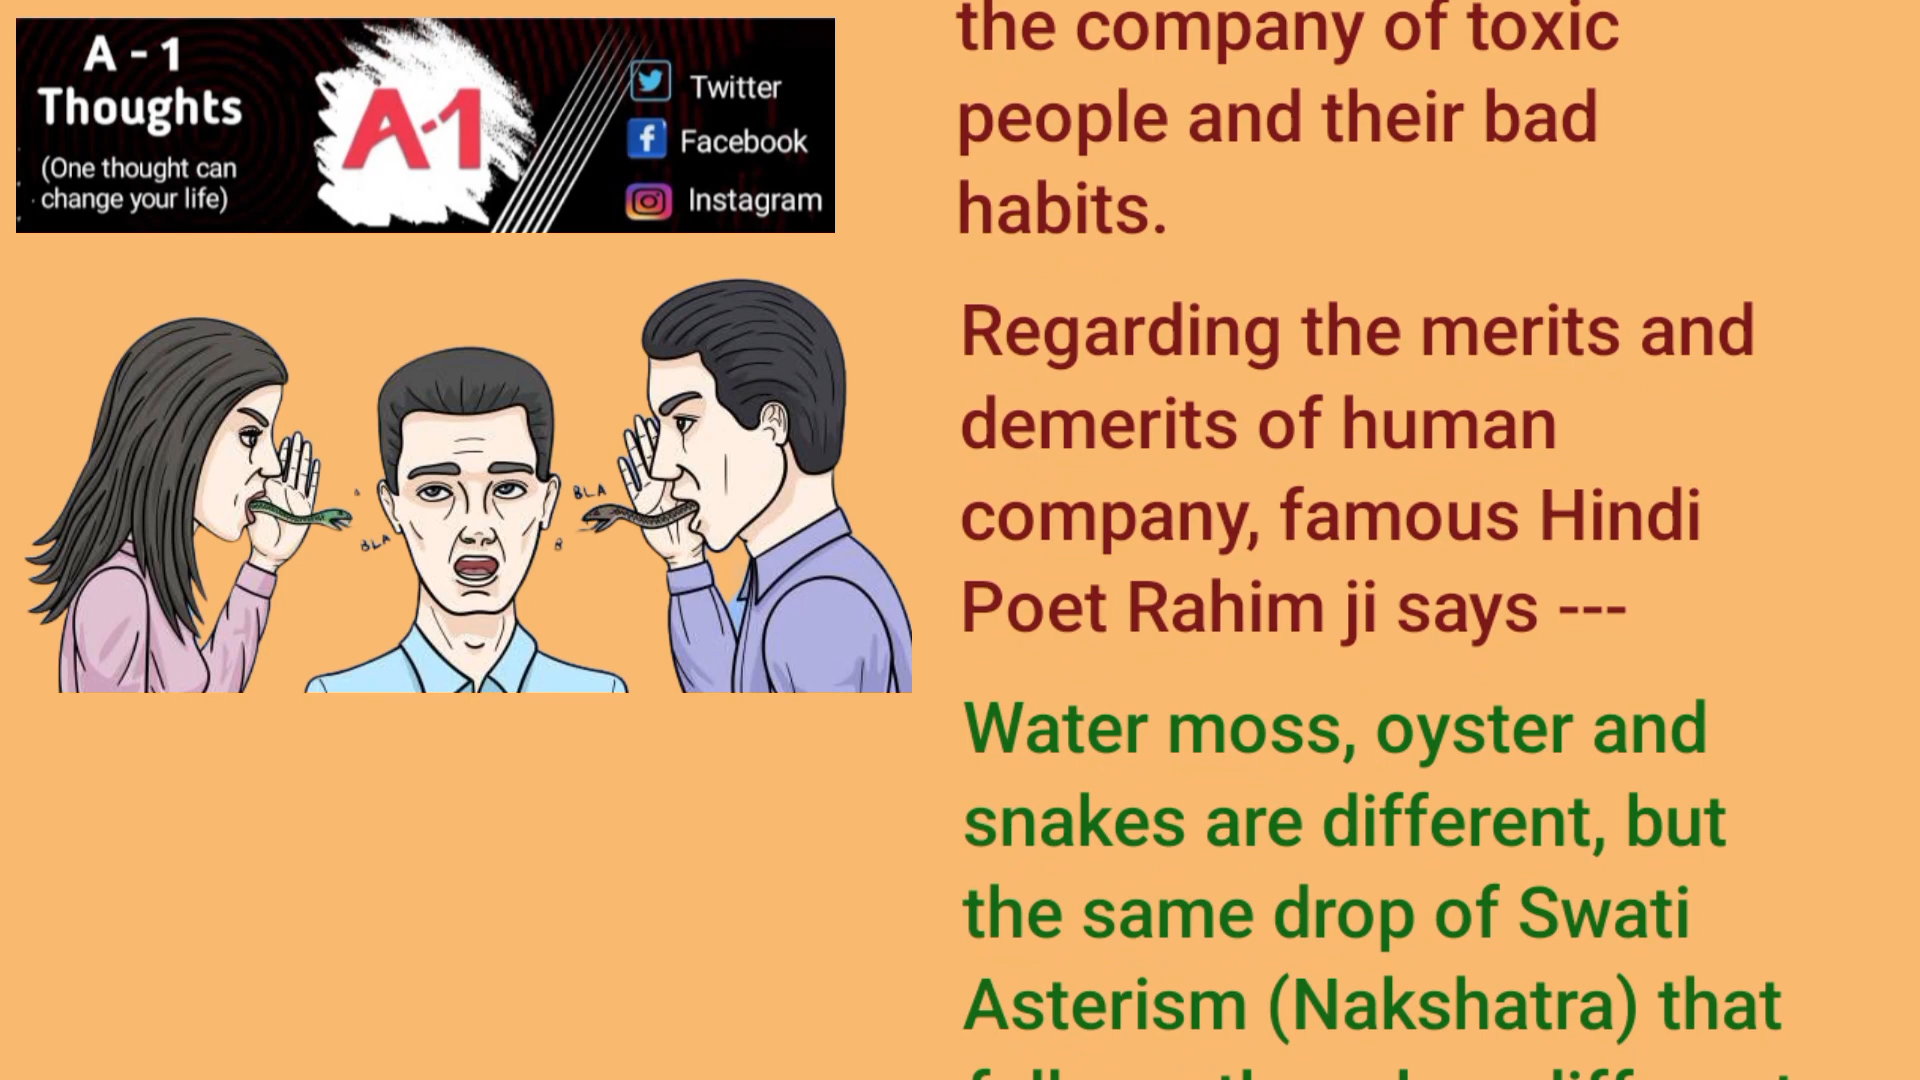 A - 1
Thoughts
(One thought can
change your life)
A-1
Twitter
Facebook
Instagram
BLA
BLA
B
the company of toxic
people and their bad
habits.
Regarding the merits and
demerits of human
company, famous Hindi
Poet Rahim ji says ---
Water moss, oyster and
snakes are different, but
the same drop of Swati
Asterism (Nakshatra) that